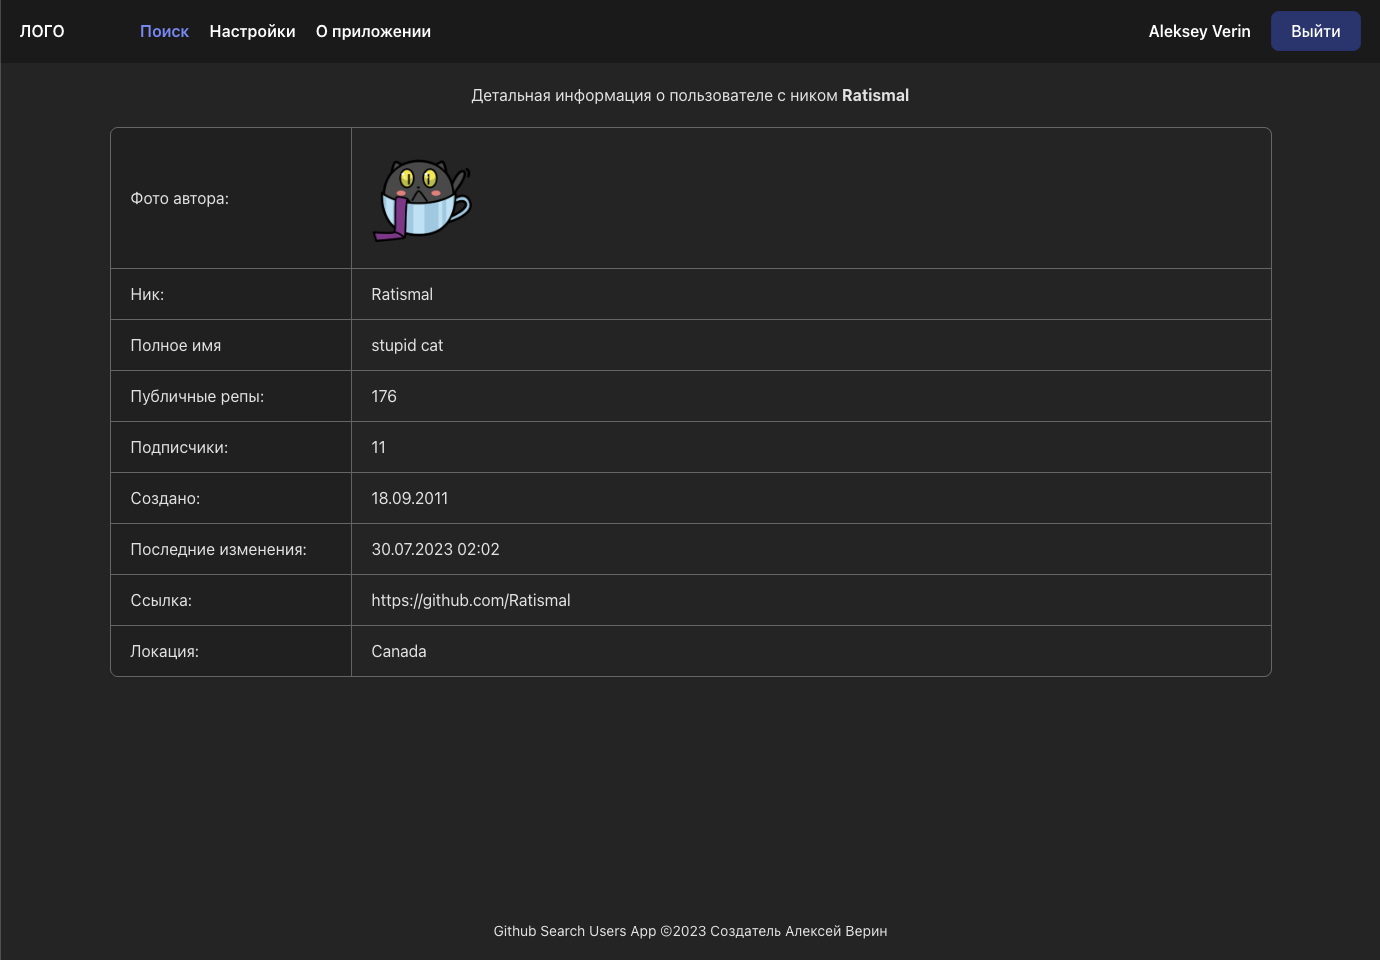 ЛОГО Поиск Настройки О приложении Aleksey Verin Выйти
Детальная информация о пользователе с ником Ratismal
Фото автора:
Ник: Ratismal
Полное имя stupid cat
Публичные репы: 176
Подписчики: 11
Создано: 18.09.2011
Последние изменения: 30.07.2023 02:02
Ссылка: https://github.com/Ratismal
Локация: Canada
Github Search Users App ©2023 Создатель Алексей Верин